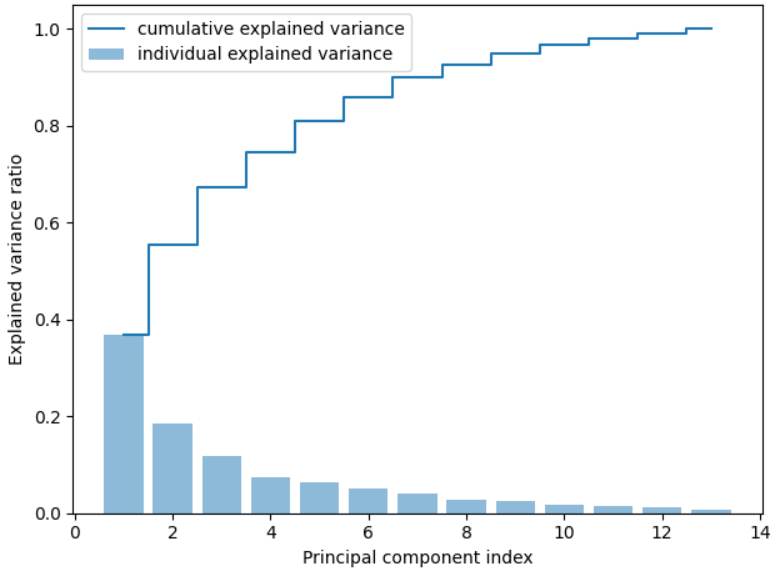 cumulative explained variance
individual explained variance
Explained variance ratio
1.0
0.8
0.6
0.4
0.2
0.0
0 2 4 6 8 10 12 14
Principal component index